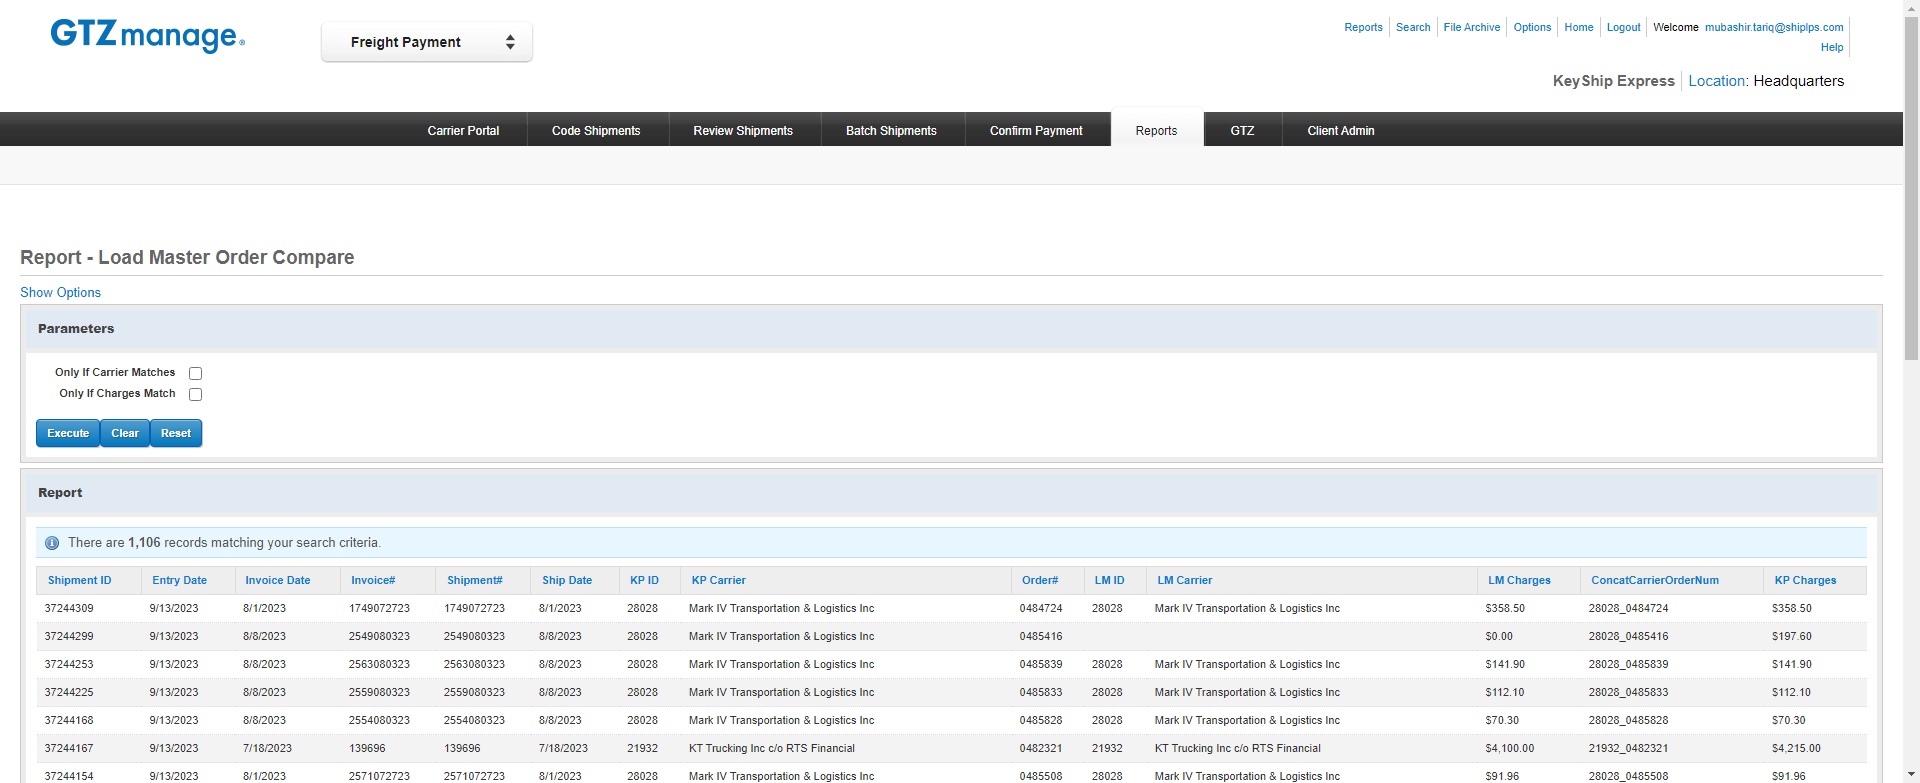 GTZmanage®
Freight Payment
Reports Search File Archive Options Home Logout Welcome mubashir.tariq@shiplps.com
Help
KeyShip Express Location: Headquarters
Carrier Portal Code Shipments Review Shipments Batch Shipments Confirm Payment Reports GTZ Client Admin
Report - Load Master Order Compare
Show Options
Parameters
Only If Carrier Matches
Only If Charges Match
Execute Clear Reset
Report
There are 1,106 records matching your search criteria.
Shipment ID Entry Date Invoice Date Invoice# Shipment# Ship Date KP ID KP Carrier Order# LM ID LM Carrier LM Charges ConcatCarrierOrderNum KP Charges
37244309 9/13/2023 8/1/2023 1749072723 1749072723 8/1/2023 28028 Mark IV Transportation & Logistics Inc 0484724 28028 Mark IV Transportation & Logistics Inc $358.50 28028_0484724 $358.50
37244299 9/13/2023 8/8/2023 2549080323 2549080323 8/8/2023 28028 Mark IV Transportation & Logistics Inc 0485416 $0.00 28028_0485416 $197.60
37244253 9/13/2023 8/8/2023 2563080323 2563080323 8/8/2023 28028 Mark IV Transportation & Logistics Inc 0485839 28028 Mark IV Transportation & Logistics Inc $141.90 28028_0485839 $141.90
37244225 9/13/2023 8/8/2023 2559080323 2559080323 8/8/2023 28028 Mark IV Transportation & Logistics Inc 0485833 28028 Mark IV Transportation & Logistics Inc $112.10 28028_0485833 $112.10
37244168 9/13/2023 8/8/2023 2554080323 2554080323 8/8/2023 28028 Mark IV Transportation & Logistics Inc 0485828 28028 Mark IV Transportation & Logistics Inc $70.30 28028_0485828 $70.30
37244167 9/13/2023 7/18/2023 139696 139696 7/18/2023 21932 KT Trucking Inc c/o RTS Financial 0482321 21932 KT Trucking Inc c/o RTS Financial $4,100.00 21932_0482321 $4,215.00
37244154 9/13/2023 8/1/2023 2571072723 2571072723 8/1/2023 28028 Mark IV Transportation & Logistics Inc 0485508 28028 Mark IV Transportation & Logistics Inc $91.96 28028_0485508 $91.96